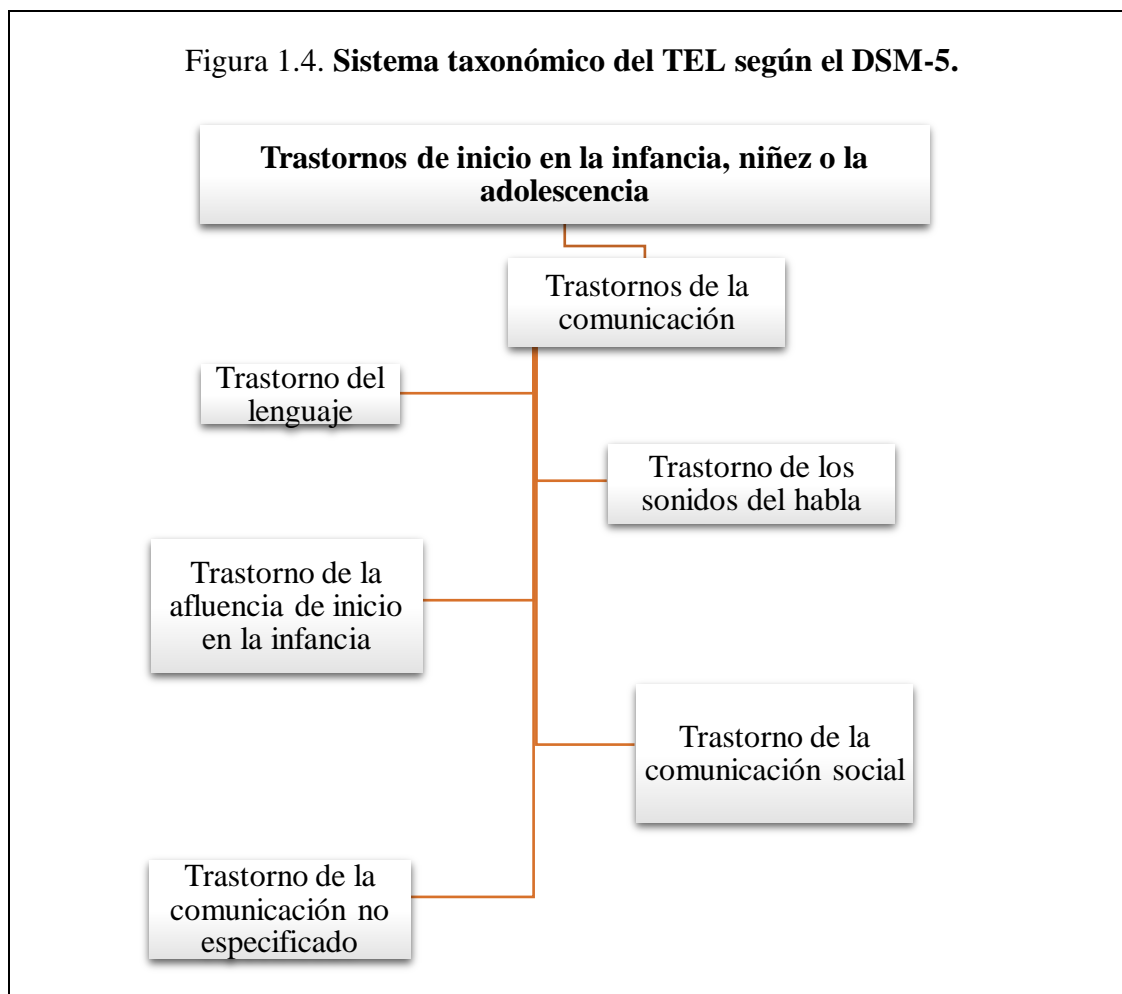 Figura 1.4. Sistema taxonómico del TEL según el DSM-5.
Trastornos de inicio en la infancia, niñez o la
adolescencia
Trastornos de la
comunicación
Trastorno del
lenguaje
Trastorno de los
sonidos del habla
Trastorno de la
afluencia de inicio
en la infancia
Trastorno de la
comunicación social
Trastorno de la
comunicación no
especificado